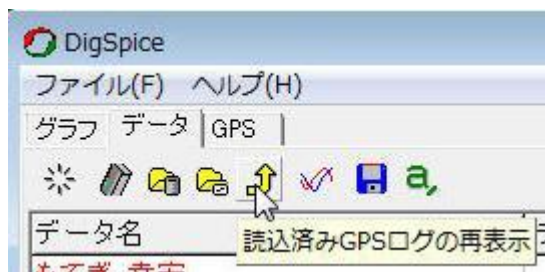 DigSpice
ファイル(F) ヘルプ(H)
グラフ データ GPS
a,
データ名
読込済みGPSログの再表示